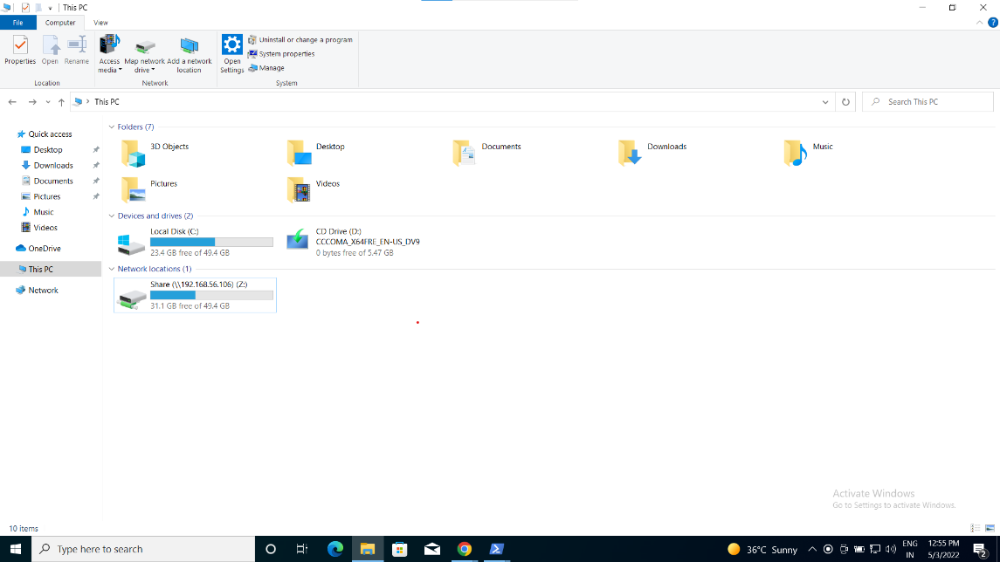 This PC
File
Computer
View
Properties
Open
Rename
Access media
Map network drive
Add a network location
Open Settings
Uninstall or change a program
System properties
Manage
Location
Network
System
This PC
Search This PC
Quick access
Desktop
Downloads
Documents
Pictures
Music
Videos
OneDrive
This PC
Network
Folders (7)
3D Objects
Desktop
Documents
Downloads
Music
Pictures
Videos
Devices and drives (2)
Local Disk (C:)
23.4 GB free of 49.4 GB
CD Drive (D:)
CCCOMA_X64FRE_EN-US_DV9
0 bytes free of 5.47 GB
Network locations (1)
Share (\\192.168.56.106) (Z:)
31.1 GB free of 49.4 GB
Activate Windows
Go to Settings to activate Windows.
10 items
Type here to search
36°C Sunny
ENG
IN
12:55 PM
5/3/2022
2